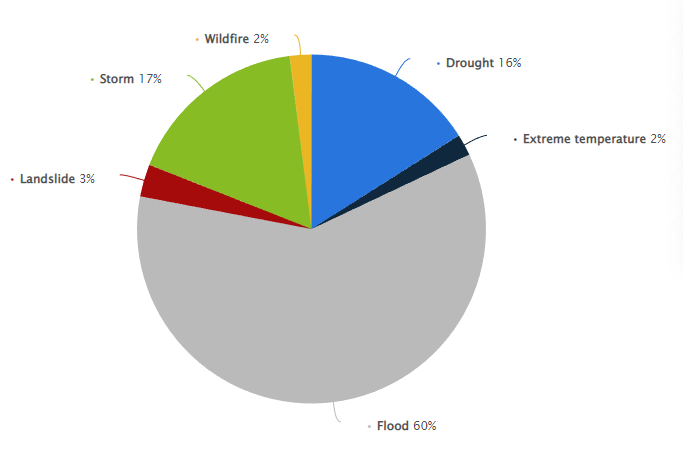 Wildfire 2%
Drought 16%
Storm 17%
Extreme temperature 2%
Landslide 3%
Flood 60%